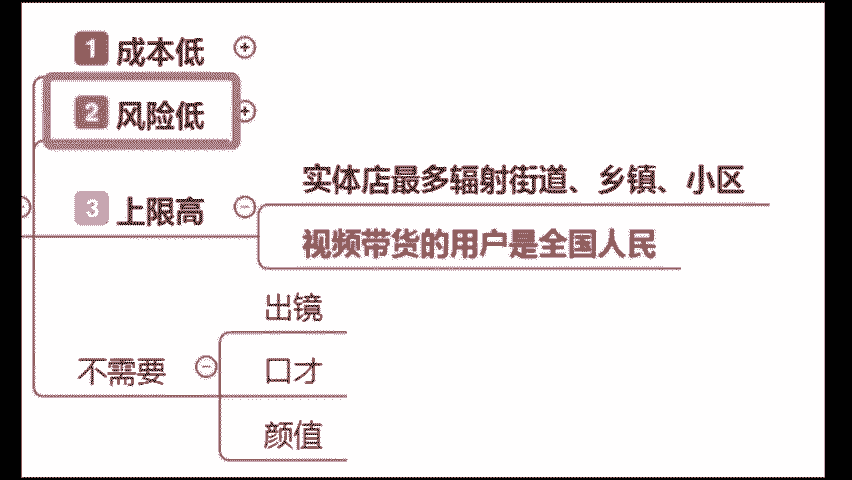 1 成本低
2 风险低
3 上限高
实体店最多辐射街道、乡镇、小区
视频带货的用户是全国人民
不需要
出镜
口才
颜值